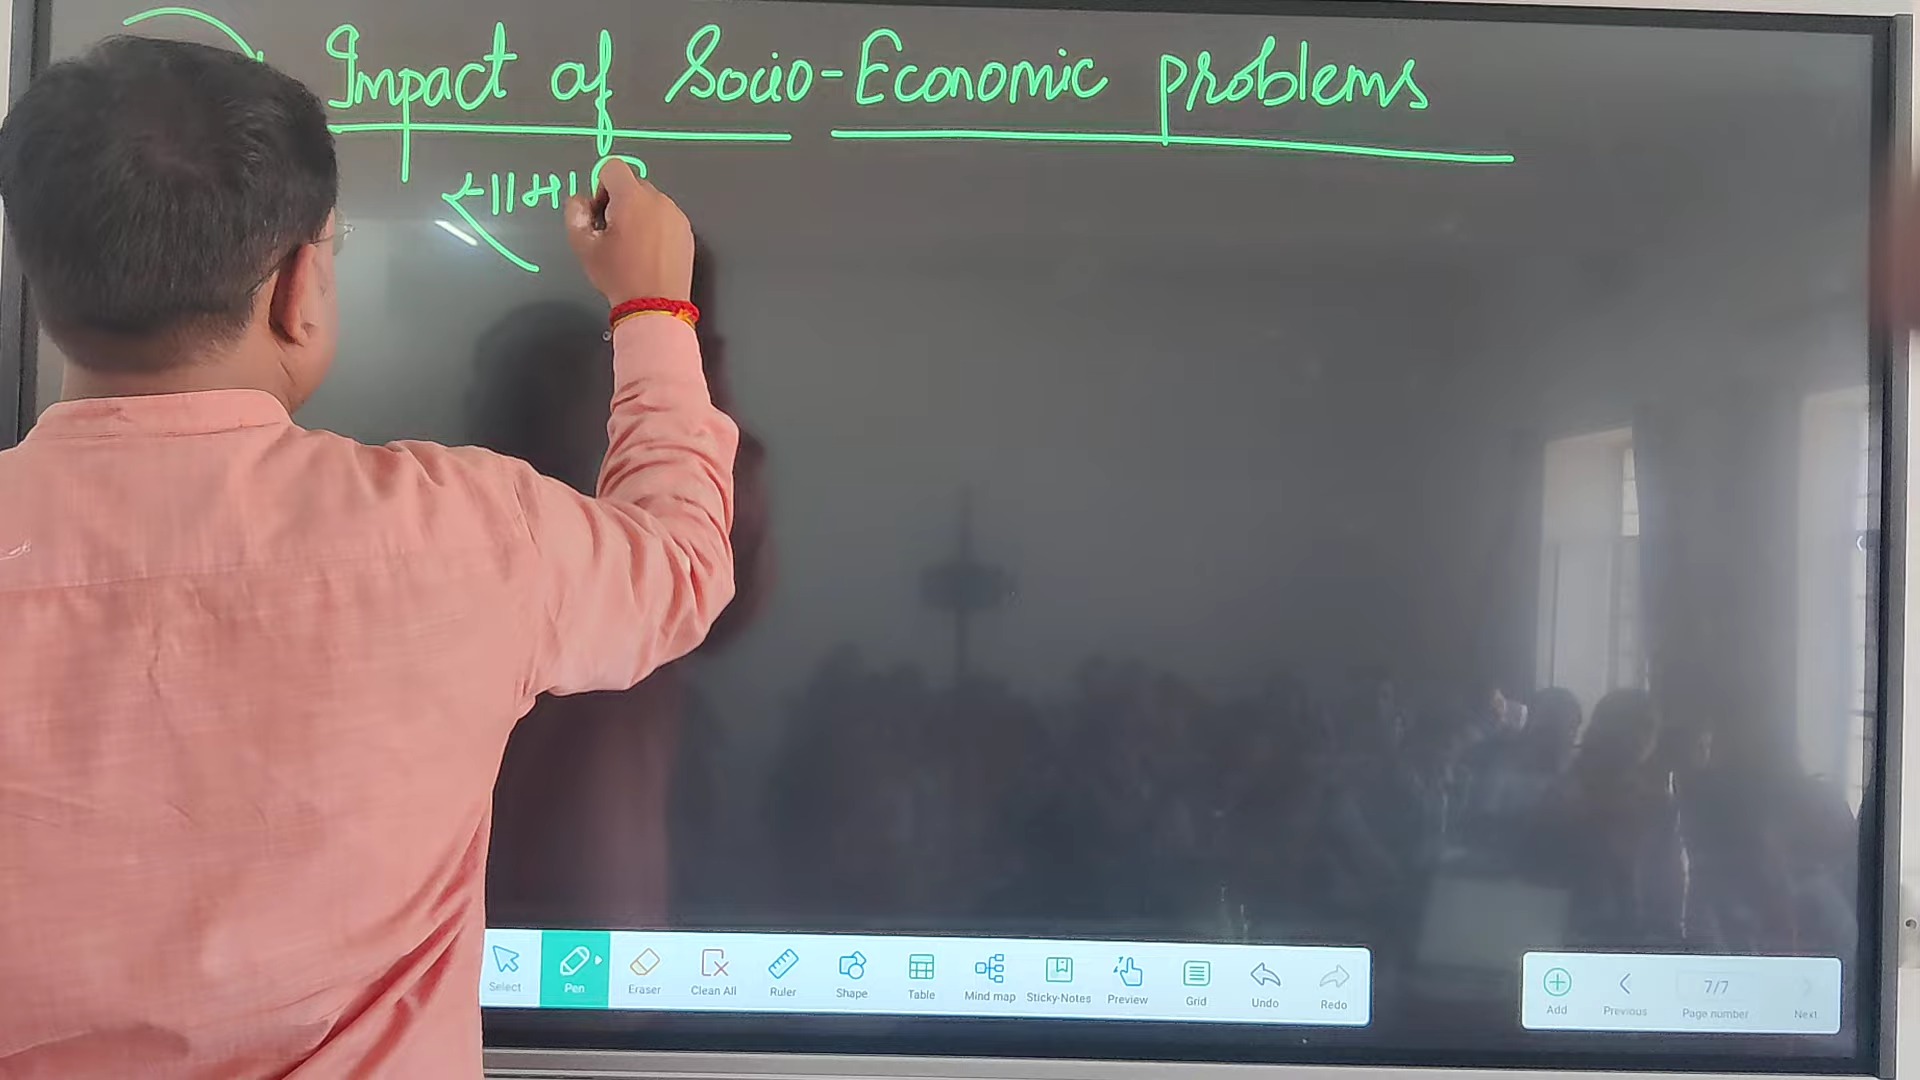 Impact of Socio-Economic problems
Select Pen Eraser Clean All Ruler Shape Table Mind map Sticky-Notes Preview Grid Undo Redo
Add Previous 7/7 Page number Next